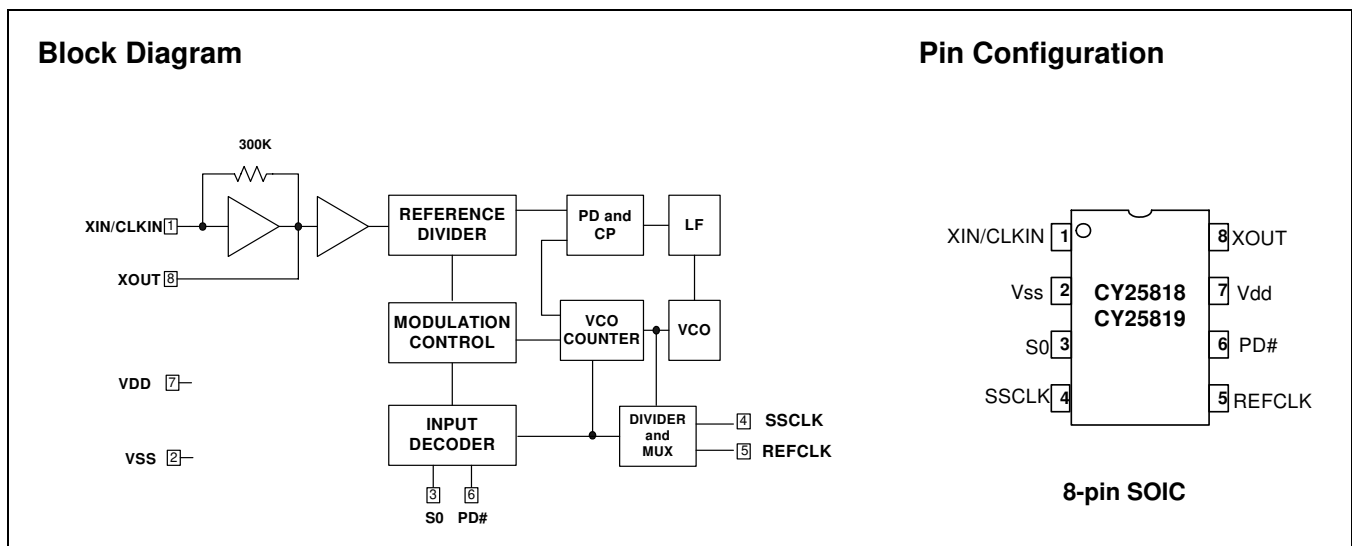 Block Diagram
Pin Configuration
300K
XIN/CLKIN 1
XOUT 8
VDD 7
VSS 2
REFERENCE
DIVIDER
PD and
CP
LF
MODULATION
CONTROL
VCO
COUNTER
VCO
INPUT
DECODER
DIVIDER
and
MUX
4 SSCLK
5 REFCLK
3 6
S0 PD#
XIN/CLKIN 1
8 XOUT
Vss 2
7 Vdd
CY25818
CY25819
S0 3
6 PD#
SSCLK 4
5 REFCLK
8-pin SOIC